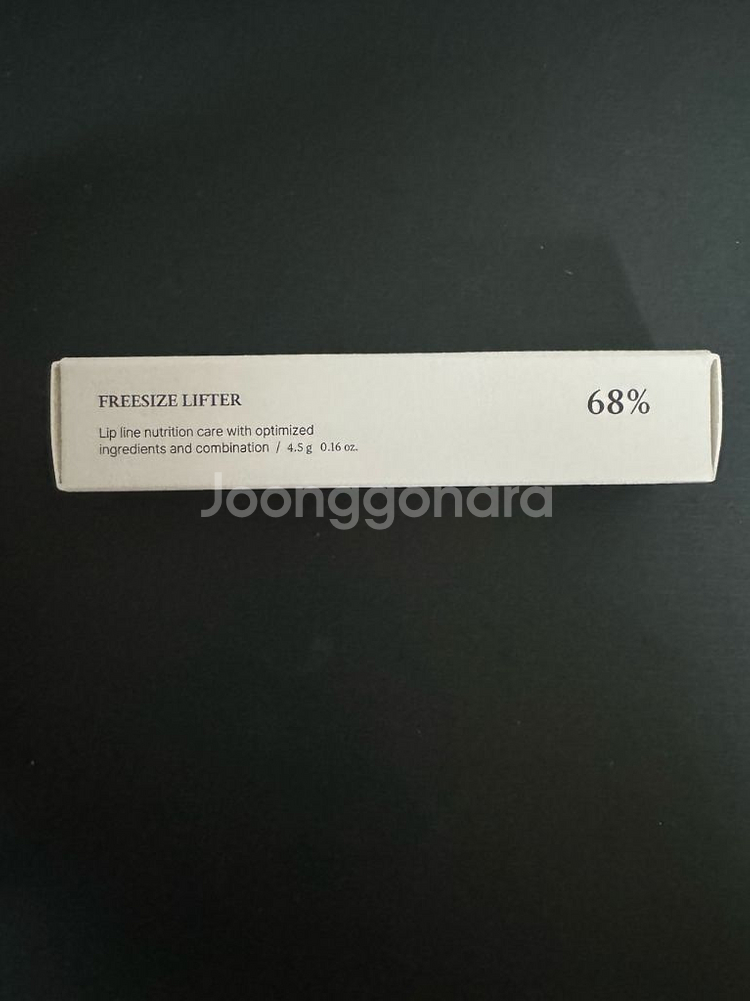 FREESIZE LIFTER
68%
Lip line nutrition care with optimized
ingredients and combination / 4.5 g 0.16 oz.
Joonggonara